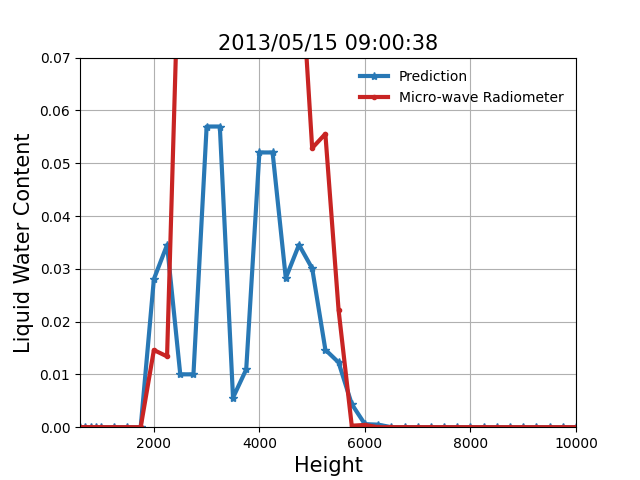 2013/05/15 09:00:38
0.07
0.06
0.05
0.04
0.03
0.02
0.01
0.00
Liquid Water Content
Prediction
Micro-wave Radiometer
2000 4000 6000 8000 10000
Height